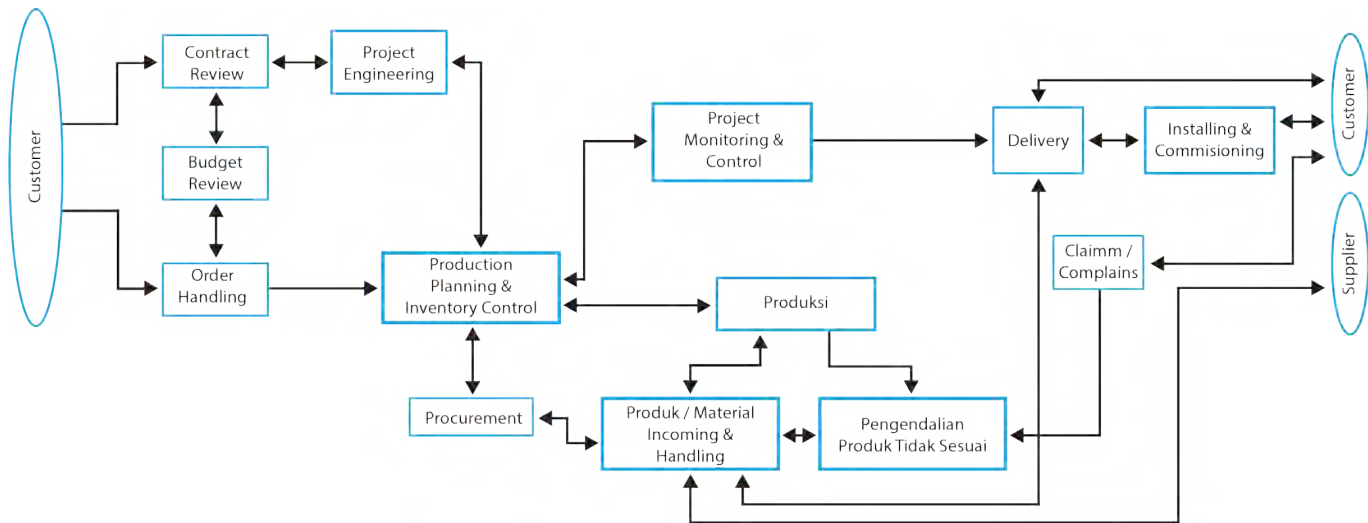 Customer
Contract
Review
Project
Engineering
Budget
Review
Order
Handling
Production
Planning &
Inventory Control
Procurement
Project
Monitoring &
Control
Produksi
Produk / Material
Incoming &
Handling
Pengendalian
Produk Tidak Sesuai
Delivery
Installing &
Commisioning
Claimm /
Complains
Customer
Supplier